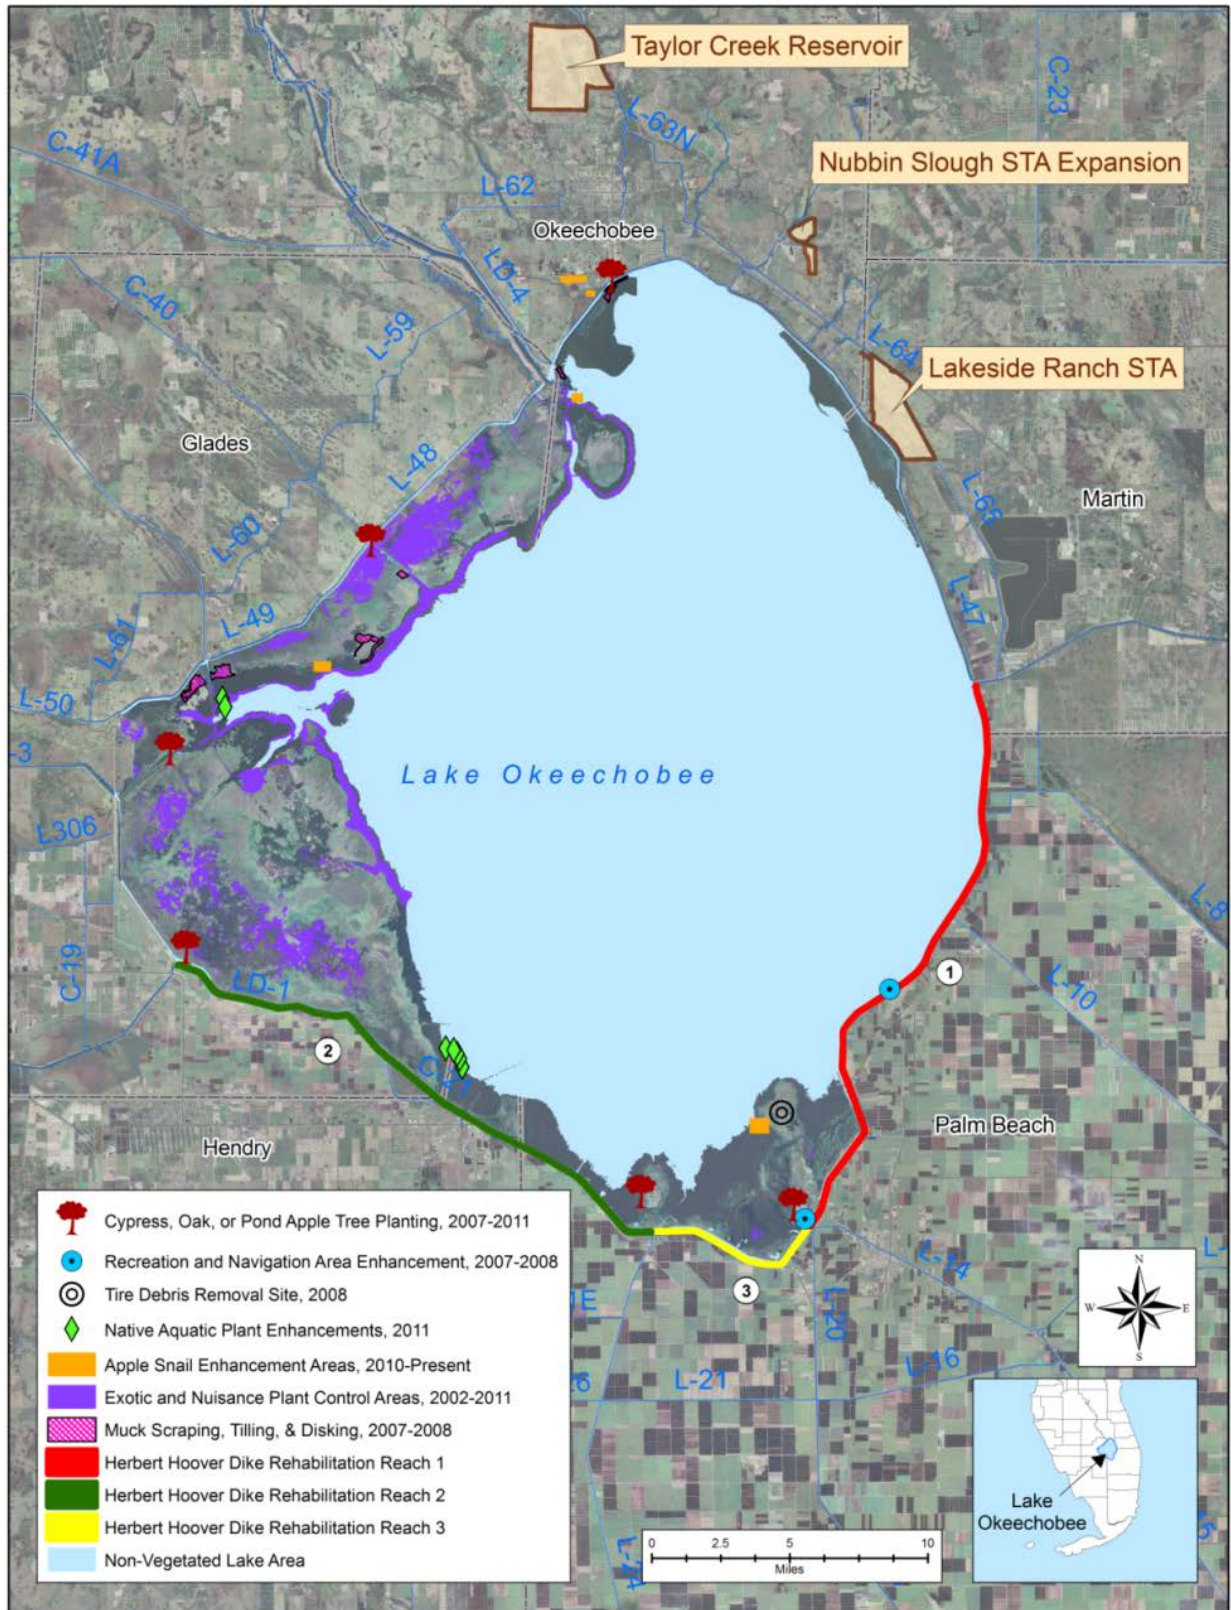 Taylor Creek Reservoir
C-23
L-63N
C-41A
Nubbin Slough STA Expansion
L-62
Okeechobee
LD-4
C-40
L-59
L-64
Lakeside Ranch STA
Glades
L-48
L-65
Martin
L-60
L-49
L-47
L-61
L-50
-3
Lake Okeechobee
L306
L-8
C-19
LD-1
1
L-10
2
C-21
Palm Beach
Hendry
Cypress, Oak, or Pond Apple Tree Planting, 2007-2011
Recreation and Navigation Area Enhancement, 2007-2008
Tire Debris Removal Site, 2008
Native Aquatic Plant Enhancements, 2011
Apple Snail Enhancement Areas, 2010-Present
Exotic and Nuisance Plant Control Areas, 2002-2011
Muck Scraping, Tilling, & Disking, 2007-2008
Herbert Hoover Dike Rehabilitation Reach 1
Herbert Hoover Dike Rehabilitation Reach 2
Herbert Hoover Dike Rehabilitation Reach 3
Non-Vegetated Lake Area
L-14
3
1E
L-20
L-16
L-21
26
N
W
E
S
Lake
Okeechobee
0 2.5 5 10
Miles